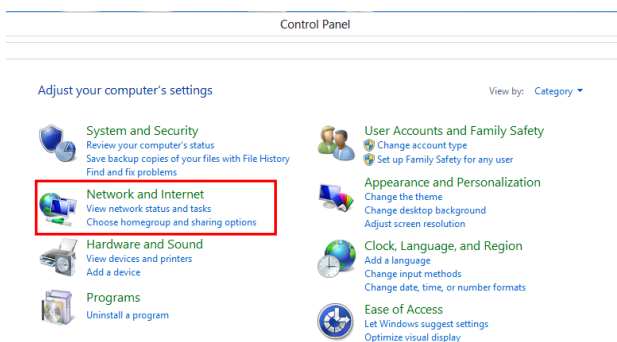 Control Panel
Adjust your computer's settings
View by: Category
System and Security
Review your computer's status
Save backup copies of your files with File History
Find and fix problems
Network and Internet
View network status and tasks
Choose homegroup and sharing options
Hardware and Sound
View devices and printers
Add a device
Programs
Uninstall a program
User Accounts and Family Safety
Change account type
Set up Family Safety for any user
Appearance and Personalization
Change the theme
Change desktop background
Adjust screen resolution
Clock, Language, and Region
Add a language
Change input methods
Change date, time, or number formats
Ease of Access
Let Windows suggest settings
Optimize visual display